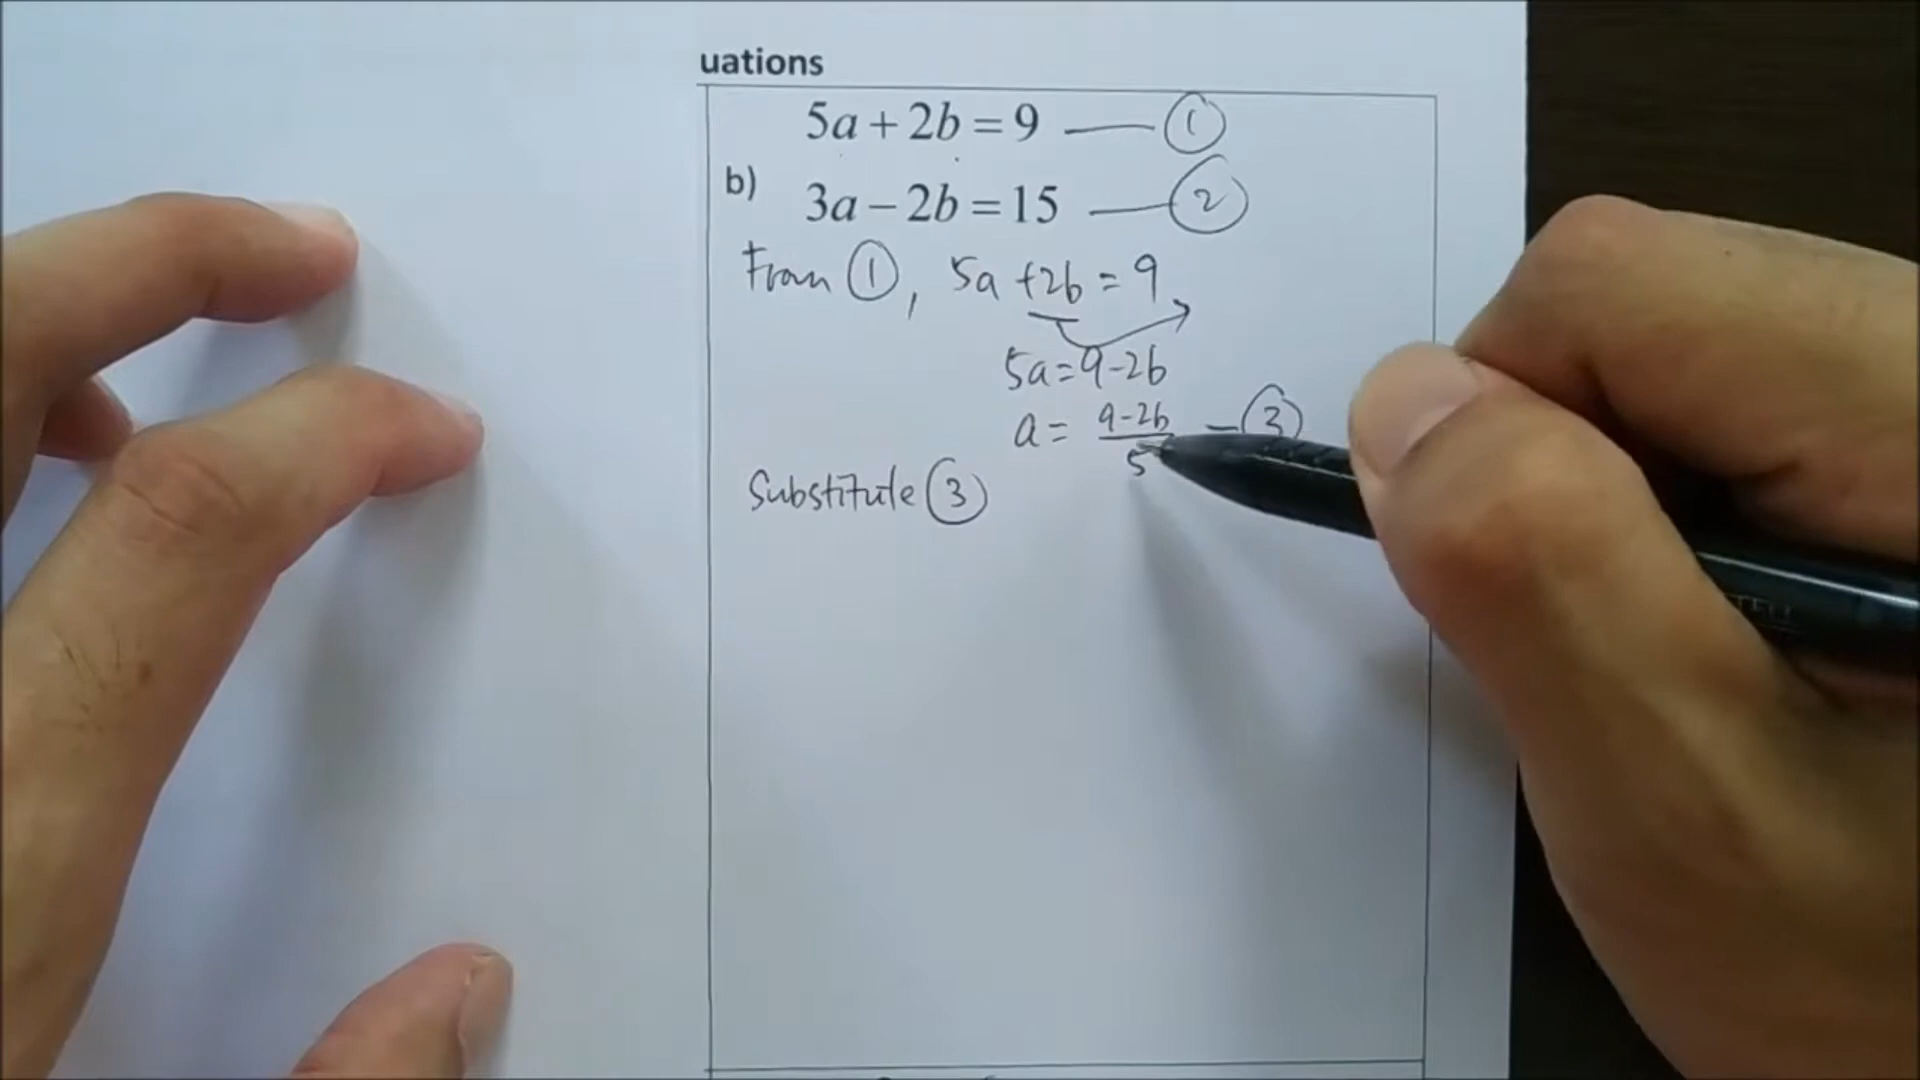 uations
5a + 2b = 9 — ①
b)
3a − 2b = 15 — ②
From ①, 5a + 2b = 9
5a = 9 - 2b
a = (9 - 2b)/5 — ③
Substitute ③